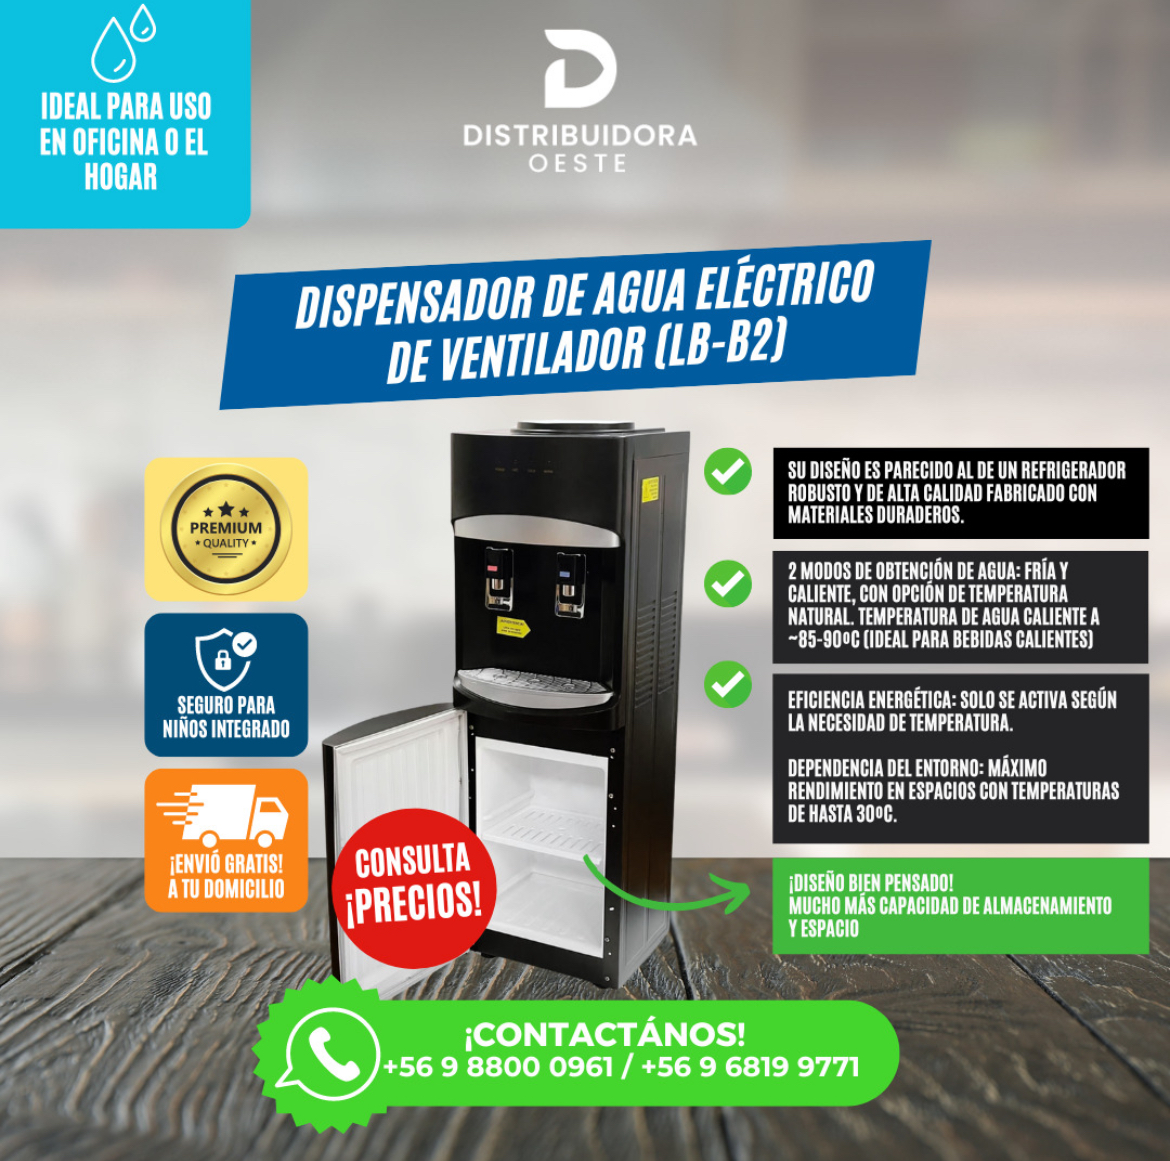 IDEAL PARA USO
EN OFICINA O EL
HOGAR
DISTRIBUIDORA
OESTE
DISPENSADOR DE AGUA ELÉCTRICO
DE VENTILADOR (LB-B2)
PREMIUM
QUALITY
SEGURO PARA
NIÑOS INTEGRADO
¡ENVIÓ GRATIS!
A TU DOMICILIO
CONSULTA
¡PRECIOS!
SU DISEÑO ES PARECIDO AL DE UN REFRIGERADOR
ROBUSTO Y DE ALTA CALIDAD FABRICADO CON
MATERIALES DURADEROS.
2 MODOS DE OBTENCIÓN DE AGUA: FRÍA Y
CALIENTE, CON OPCIÓN DE TEMPERATURA
NATURAL. TEMPERATURA DE AGUA CALIENTE A
~85-90ºC (IDEAL PARA BEBIDAS CALIENTES)
EFICIENCIA ENERGÉTICA: SOLO SE ACTIVA SEGÚN
LA NECESIDAD DE TEMPERATURA.
DEPENDENCIA DEL ENTORNO: MÁXIMO
RENDIMIENTO EN ESPACIOS CON TEMPERATURAS
DE HASTA 30ºC.
¡DISEÑO BIEN PENSADO!
MUCHO MÁS CAPACIDAD DE ALMACENAMIENTO
Y ESPACIO
¡CONTACTÁNOS!
+56 9 8800 0961 / +56 9 6819 9771